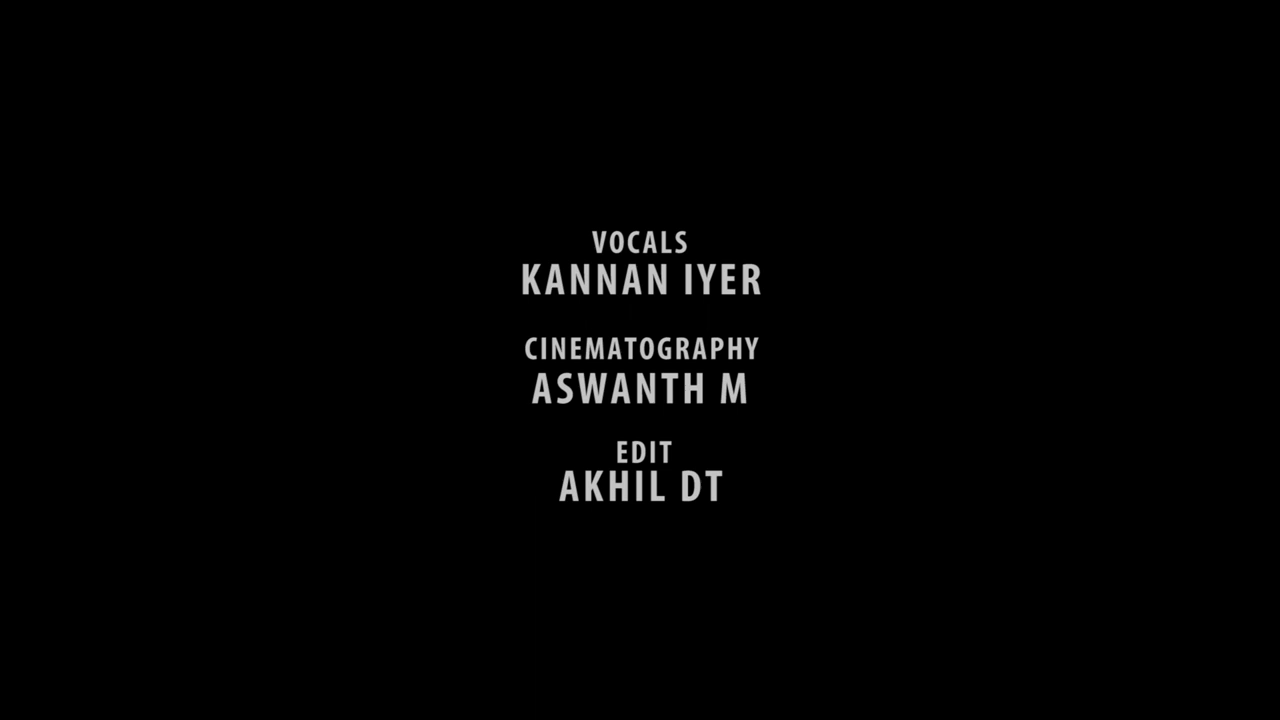 VOCALS
KANNAN IYER
CINEMATOGRAPHY
ASWANTH M
EDIT
AKHIL DT